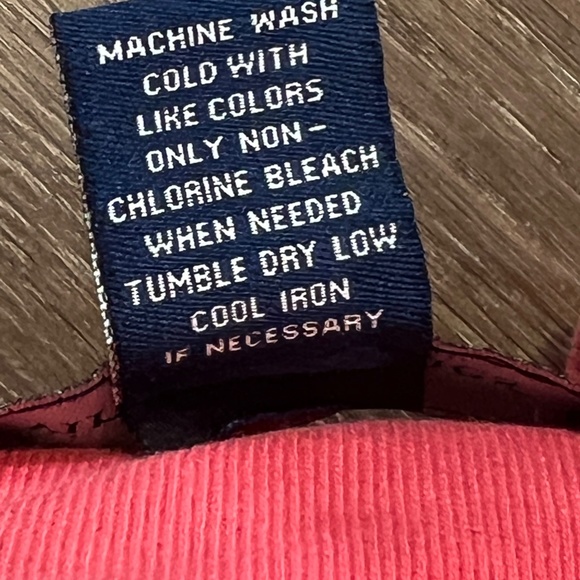 MACHINE WASH
COLD WITH
LIKE COLORS
ONLY NON-
CHLORINE BLEACH
WHEN NEEDED
TUMBLE DRY LOW
COOL IRON
IF NECESSARY